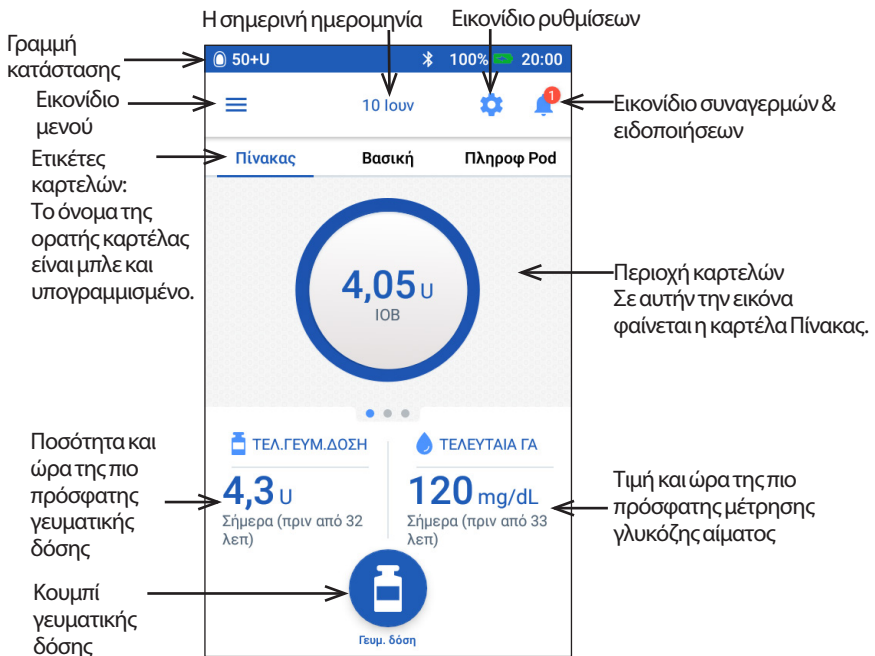 Η σημερινή ημερομηνία
Εικονίδιο ρυθμίσεων
Γραμμή
κατάστασης
50+U
100%
20:00
Εικονίδιο
μενού
10 Ιουν
1
Εικονίδιο συναγερμών &
ειδοποιήσεων
Ετικέτες
καρτελών:
Το όνομα της
ορατής καρτέλας
είναι μπλε και
υπογραμμισμένο.
Πίνακας
Βασική
Πληροφ Pod
4,05 U
IOB
Περιοχή καρτελών
Σε αυτήν την εικόνα
φαίνεται η καρτέλα Πίνακας.
Ποσότητα και
ώρα της πιο
πρόσφατης
γευματικής
δόσης
ΤΕΛ.ΓΕΥΜ.ΔΟΣΗ
4,3 U
Σήμερα (πριν από 32
λεπ)
ΤΕΛΕΥΤΑΙΑ ΓΑ
120 mg/dL
Σήμερα (πριν από 33
λεπ)
Τιμή και ώρα της πιο
πρόσφατης μέτρησης
γλυκόζης αίματος
Κουμπί
γευματικής
δόσης
Γευμ. δόση